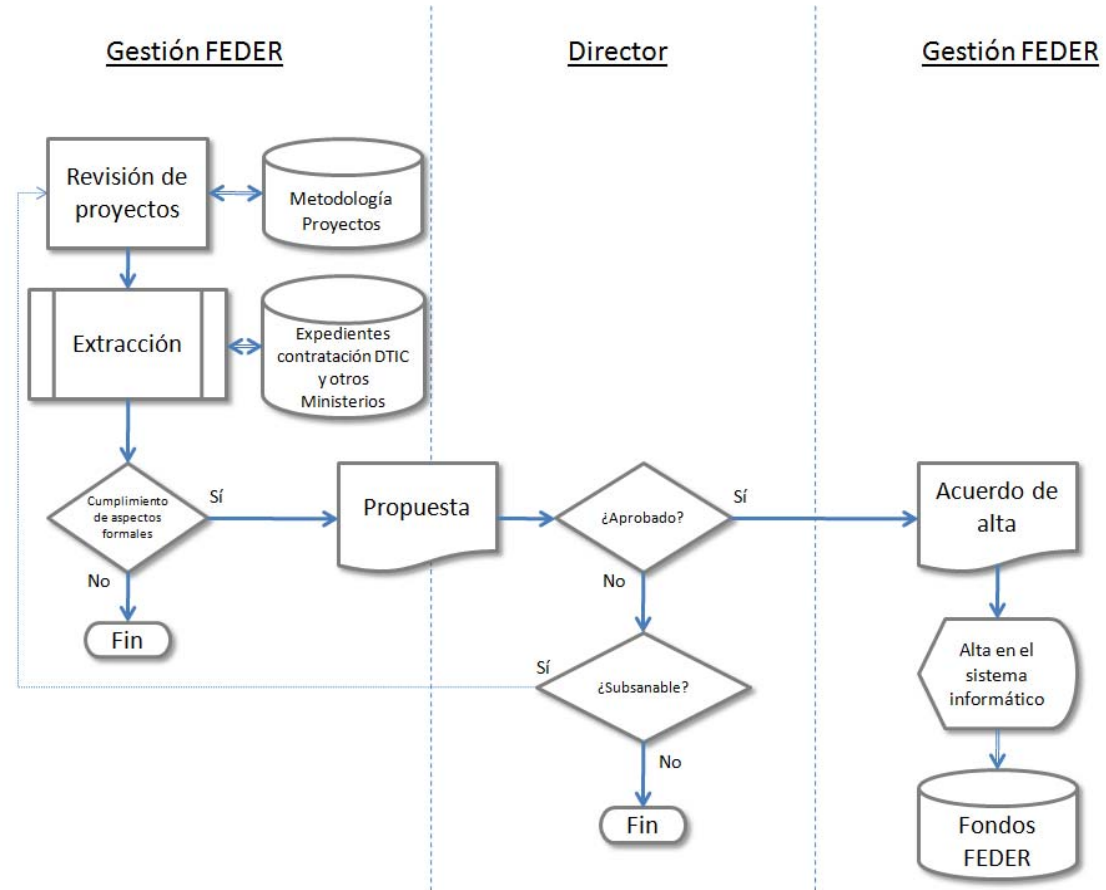 Gestión FEDER
Director
Gestión FEDER
Revisión de
proyectos
Metodología
Proyectos
Extracción
Expedientes
contratación DTIC
y otros
Ministerios
Cumplimiento
de aspectos
formales
Sí
No
Fin
Propuesta
¿Aprobado?
Sí
No
¿Subsanable?
Sí
No
Fin
Acuerdo de
alta
Alta en el
sistema
informático
Fondos
FEDER